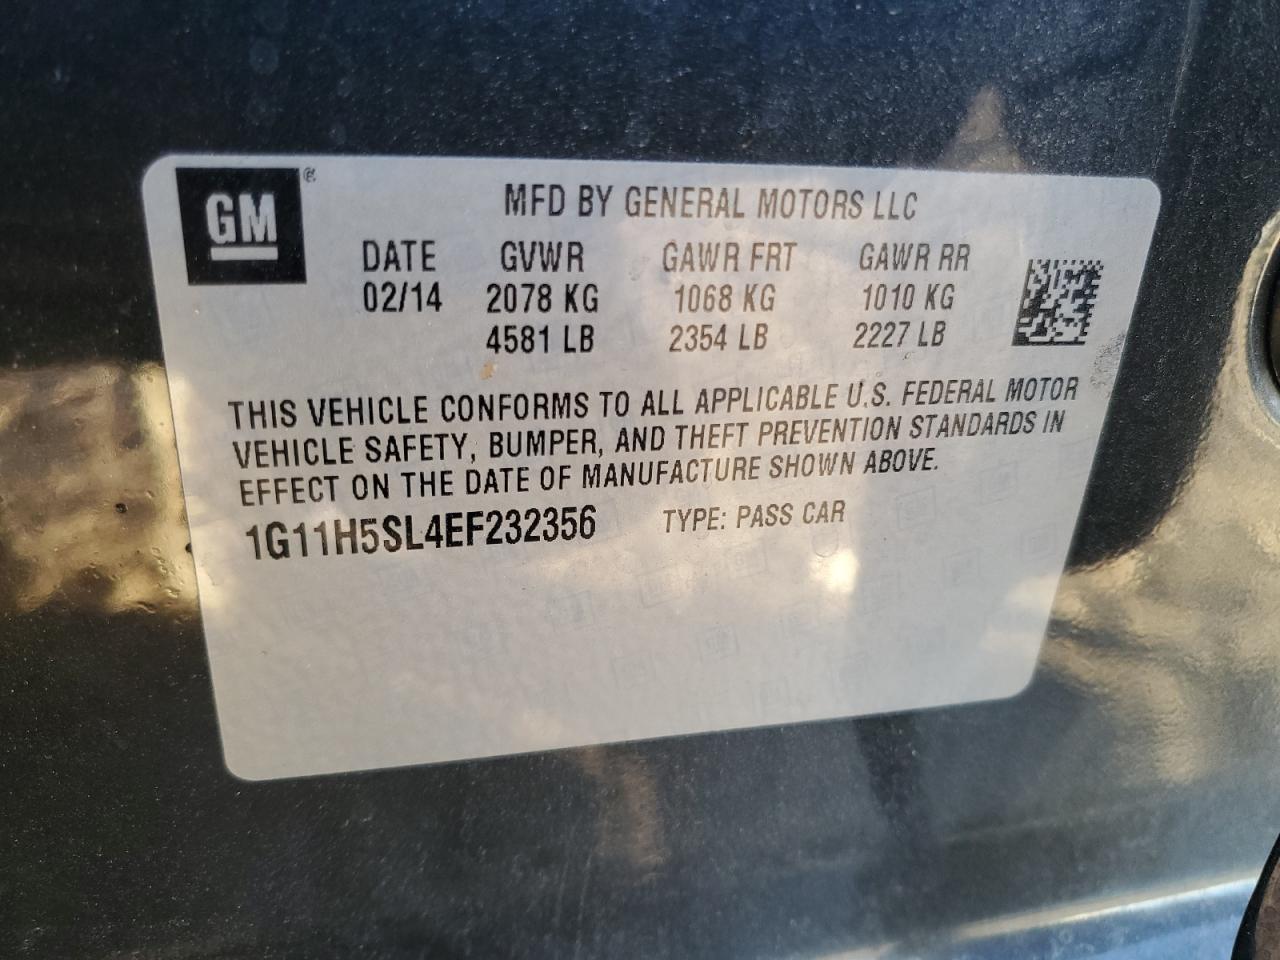 GM®
MFD BY GENERAL MOTORS LLC
DATE GVWR GAWR FRT GAWR RR
02/14 2078 KG 1068 KG 1010 KG
4581 LB 2354 LB 2227 LB
THIS VEHICLE CONFORMS TO ALL APPLICABLE U.S. FEDERAL MOTOR
VEHICLE SAFETY, BUMPER, AND THEFT PREVENTION STANDARDS IN
EFFECT ON THE DATE OF MANUFACTURE SHOWN ABOVE.
1G11H5SL4EF232356 TYPE: PASS CAR